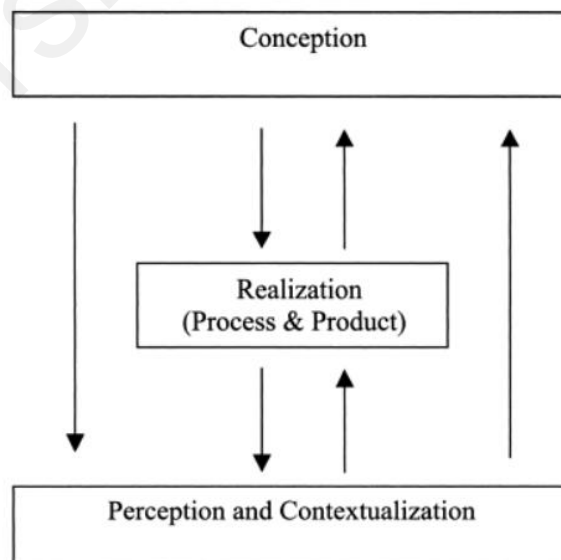 Conception
Realization
(Process & Product)
Perception and Contextualization